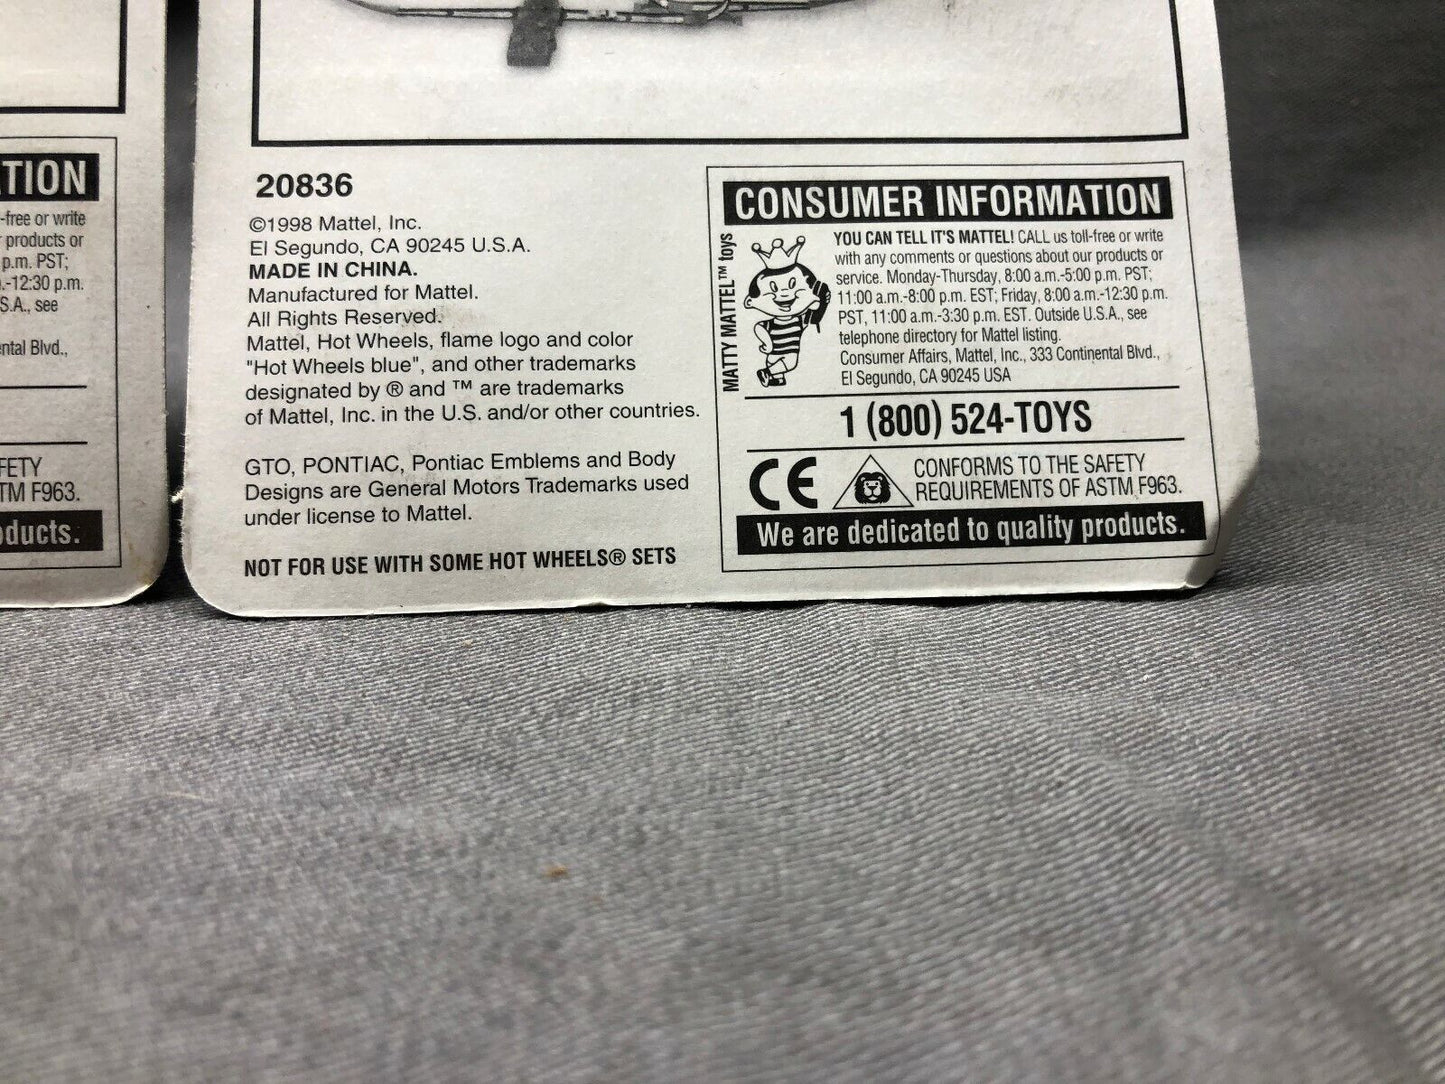 TION
-free or write
products or
p.m. PST;
-12:30 p.m.
S.A., see
ntal Blvd.,
FETY
TM F963.
ducts.
20836
©1998 Mattel, Inc.
El Segundo, CA 90245 U.S.A.
MADE IN CHINA.
Manufactured for Mattel.
All Rights Reserved.
Mattel, Hot Wheels, flame logo and color
"Hot Wheels blue", and other trademarks
designated by ® and ™ are trademarks
of Mattel, Inc. in the U.S. and/or other countries.
GTO, PONTIAC, Pontiac Emblems and Body
Designs are General Motors Trademarks used
under license to Mattel.
NOT FOR USE WITH SOME HOT WHEELS® SETS
CONSUMER INFORMATION
MATTY MATTEL™ toys
YOU CAN TELL IT'S MATTEL! CALL us toll-free or write
with any comments or questions about our products or
service. Monday-Thursday, 8:00 a.m.-5:00 p.m. PST;
11:00 a.m.-8:00 p.m. EST; Friday, 8:00 a.m.-12:30 p.m.
PST, 11:00 a.m.-3:30 p.m. EST. Outside U.S.A., see
telephone directory for Mattel listing.
Consumer Affairs, Mattel, Inc., 333 Continental Blvd.,
El Segundo, CA 90245 USA
1 (800) 524-TOYS
CE
CONFORMS TO THE SAFETY
REQUIREMENTS OF ASTM F963.
We are dedicated to quality products.